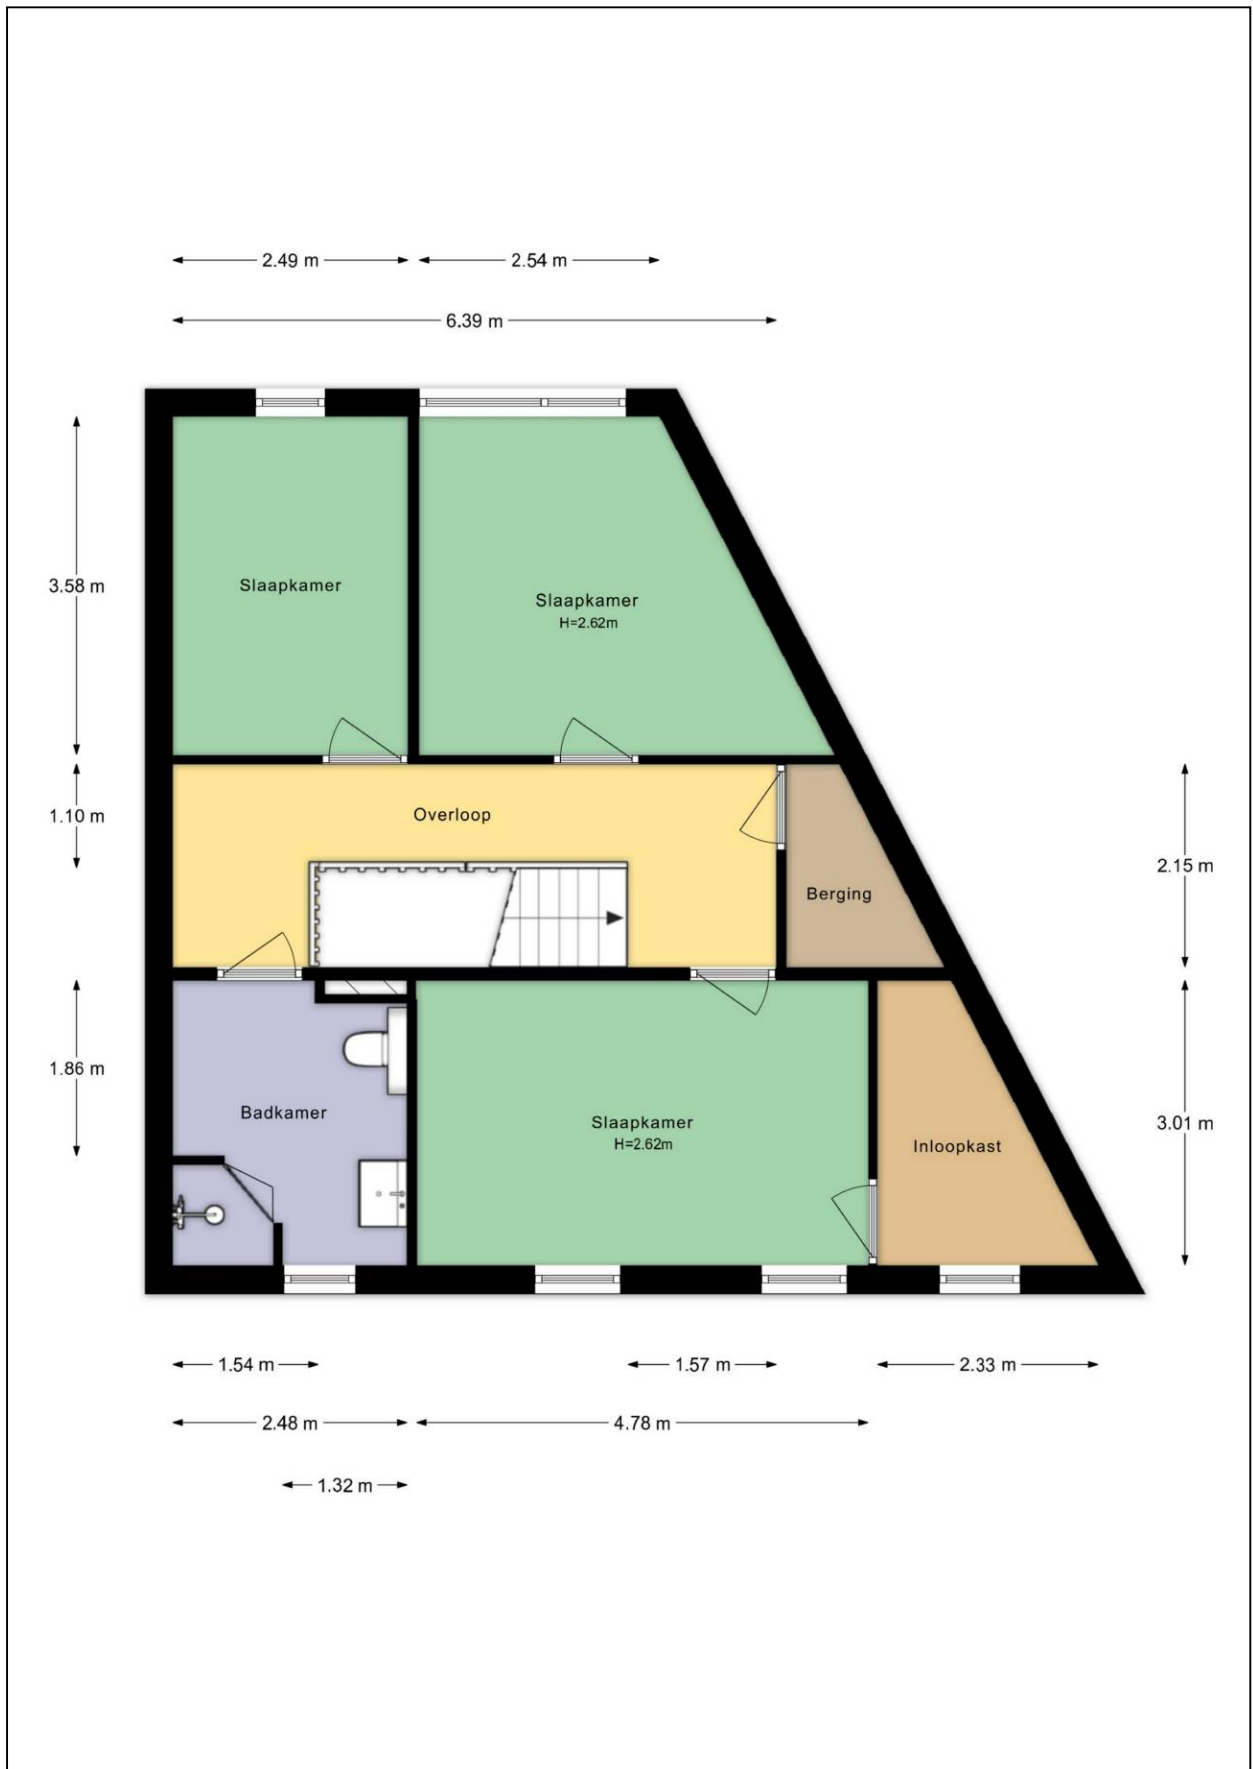 2.49 m
2.54 m
6.39 m
3.58 m
Slaapkamer
Slaapkamer
H=2.62m
1.10 m
Overloop
2.15 m
Berging
1.86 m
Badkamer
Slaapkamer
H=2.62m
3.01 m
Inloopkast
1.54 m
1.57 m
2.33 m
2.48 m
4.78 m
1.32 m